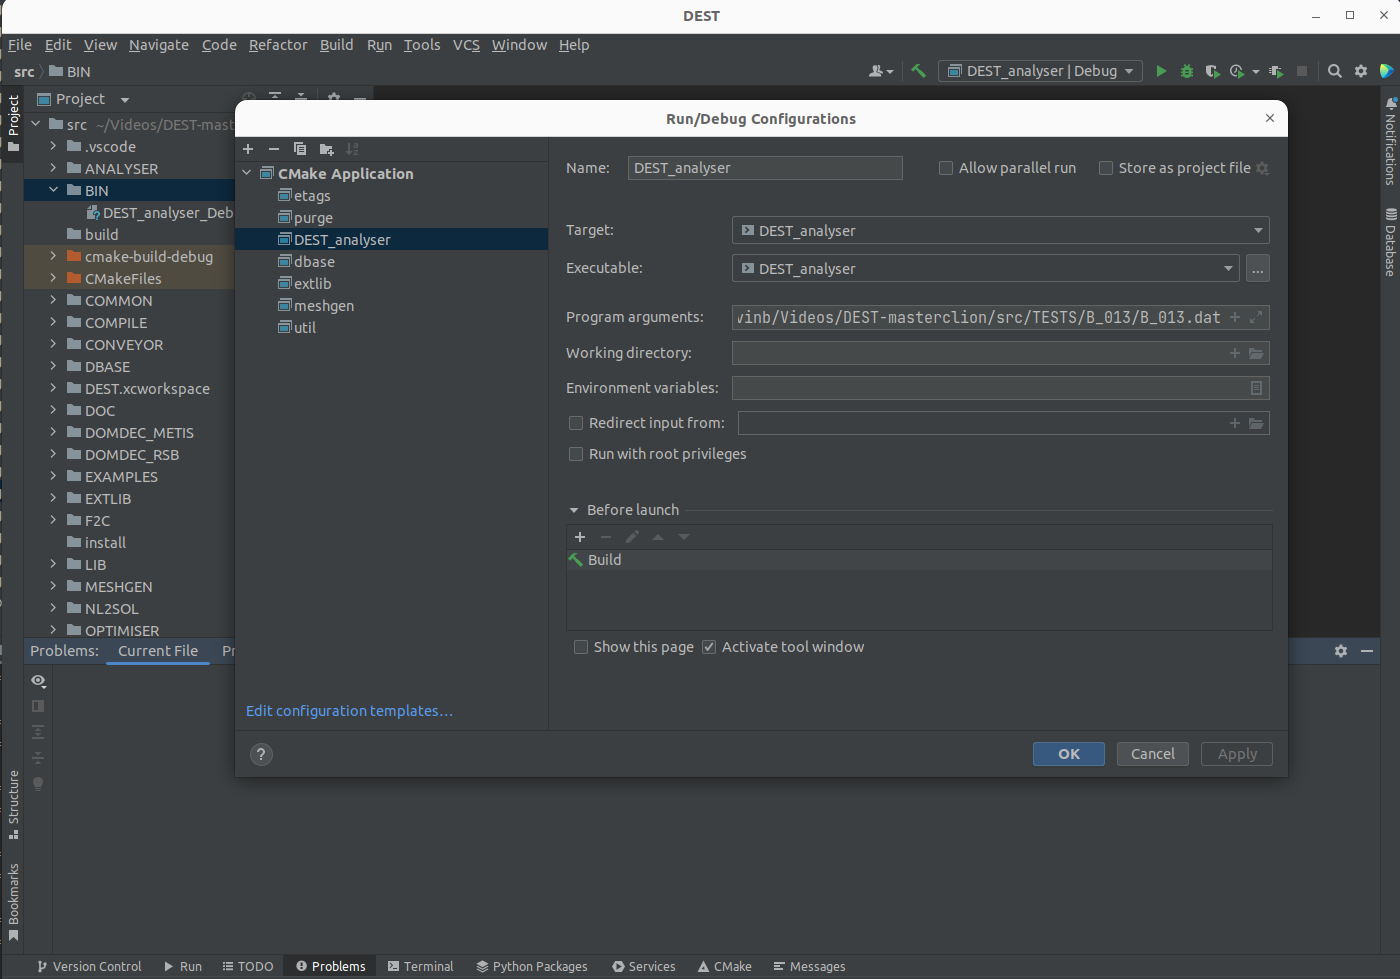 DEST
File Edit View Navigate Code Refactor Build Run Tools VCS Window Help
src BIN
DEST_analyser | Debug
Project
Project
src ~/Videos/DEST-mast
.vscode
ANALYSER
BIN
DEST_analyser_Deb
build
cmake-build-debug
CMakeFiles
COMMON
COMPILE
CONVEYOR
DBASE
DEST.xcworkspace
DOC
DOMDEC_METIS
DOMDEC_RSB
EXAMPLES
EXTLIB
F2C
install
LIB
MESHGEN
NL2SOL
OPTIMISER
Run/Debug Configurations
CMake Application
etags
purge
DEST_analyser
dbase
extlib
meshgen
util
Edit configuration templates…
Name: DEST_analyser
Allow parallel run
Store as project file
Target: DEST_analyser
Executable: DEST_analyser
...
Program arguments: vinb/Videos/DEST-masterclion/src/TESTS/B_013/B_013.dat
Working directory:
Environment variables:
Redirect input from:
Run with root privileges
Before launch
Build
Show this page Activate tool window
?
OK Cancel Apply
Notifications
Database
Problems: Current File Pr
Structure
Bookmarks
Version Control Run TODO Problems Terminal Python Packages Services CMake Messages